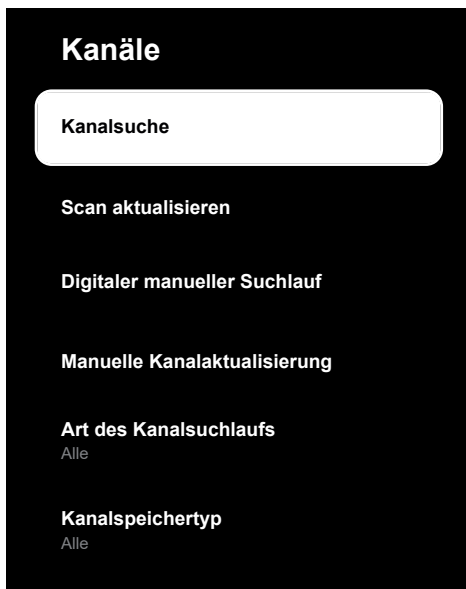 Kanäle
Kanalsuche
Scan aktualisieren
Digitaler manueller Suchlauf
Manuelle Kanalaktualisierung
Art des Kanalsuchlaufs
Alle
Kanalspeichertyp
Alle